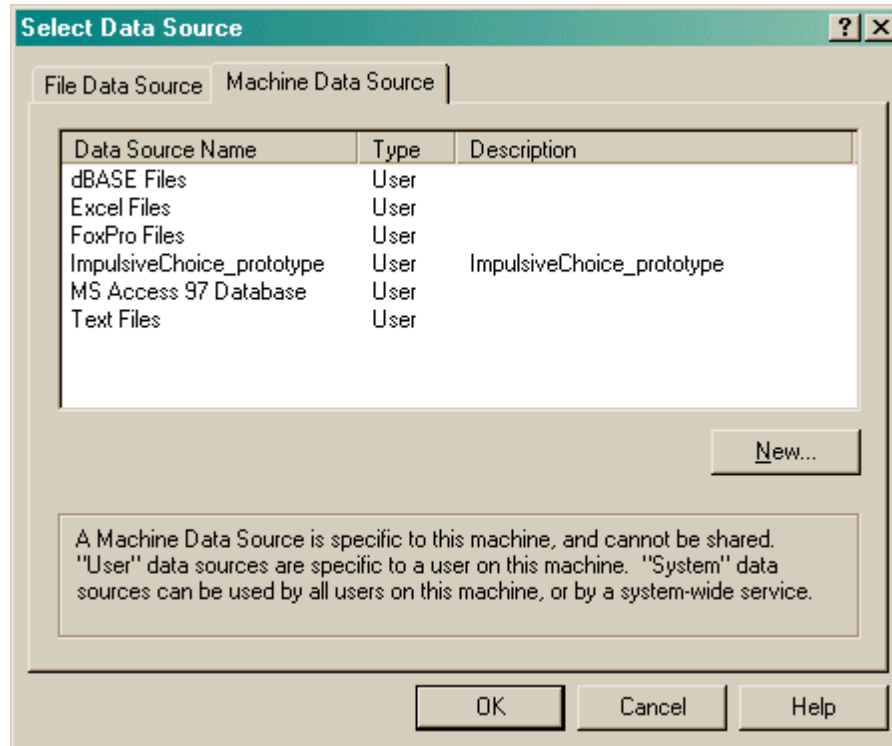 Select Data Source
?
File Data Source Machine Data Source
Data Source Name Type Description
dBASE Files User
Excel Files User
FoxPro Files User
ImpulsiveChoice_prototype User ImpulsiveChoice_prototype
MS Access 97 Database User
Text Files User
New...
A Machine Data Source is specific to this machine, and cannot be shared.
"User" data sources are specific to a user on this machine. "System" data
sources can be used by all users on this machine, or by a system-wide service.
OK Cancel Help